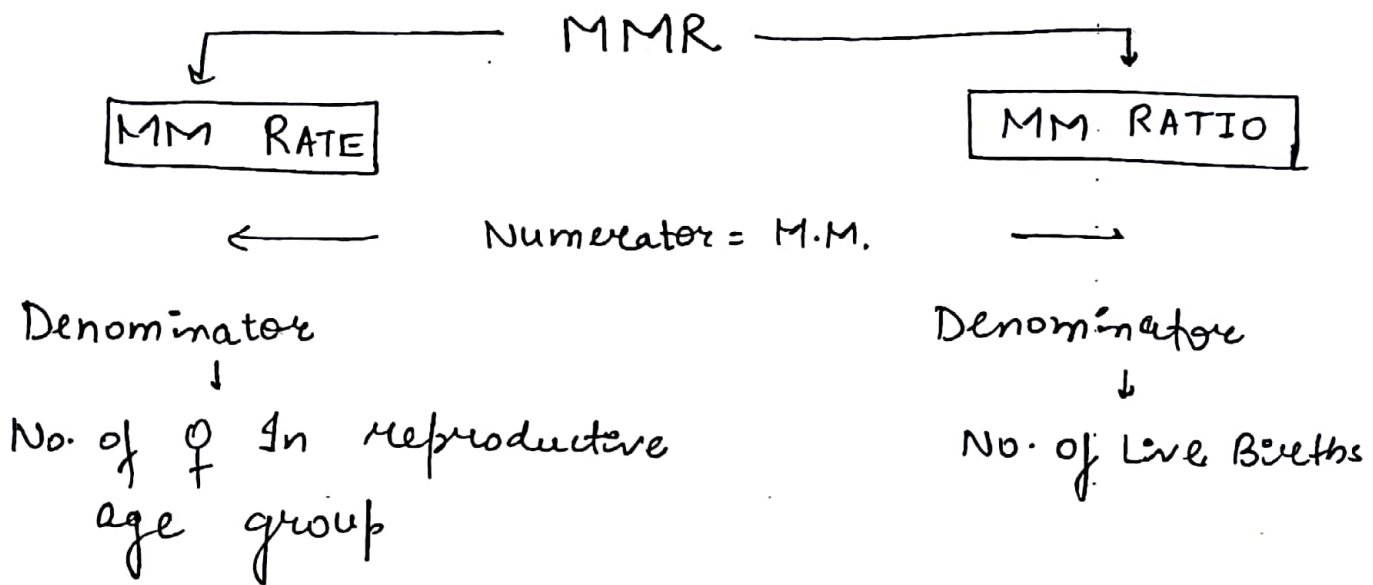 MMR
MM RATE
MM. RATIO
Numerator = M.M.
Denominator
No. of ♀ In reproductive
age group
Denominator
No. of Live Births